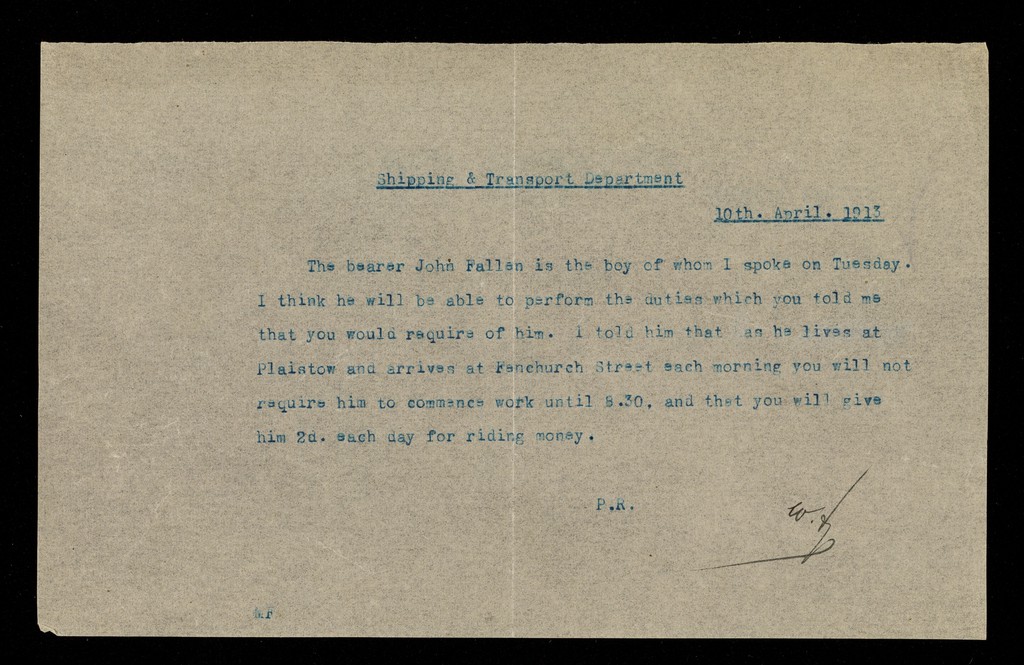 Shipping & Transport Department
10th. April. 1913
The bearer John Fallen is the boy of whom I spoke on Tuesday.
I think he will be able to perform the duties which you told me
that you would require of him. I told him that as he lives at
Plaistow and arrives at Fenchurch Street each morning you will not
require him to commence work until 8.30, and that you will give
him 2d. each day for riding money.
P.R.